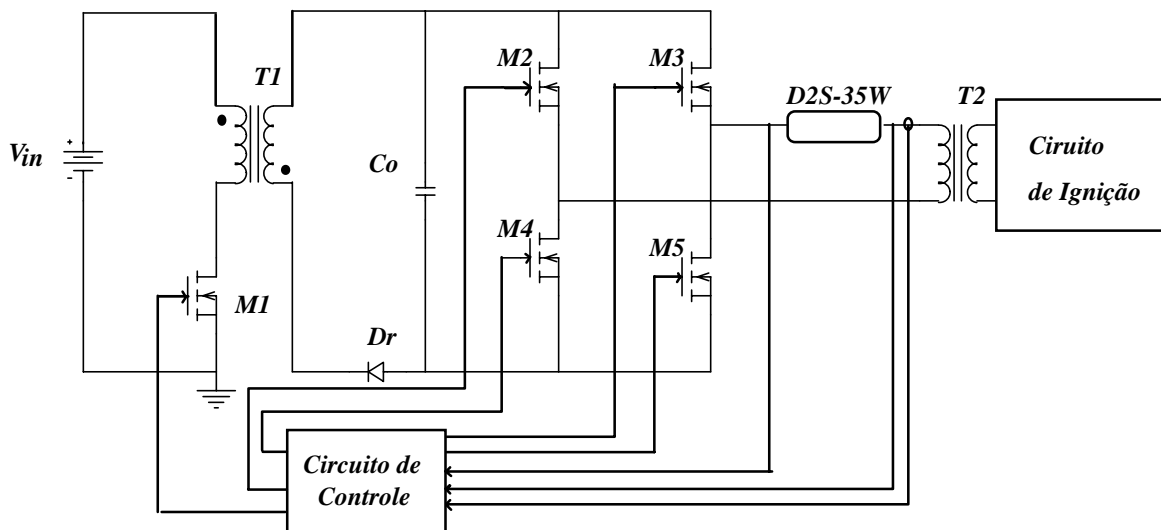 M2
M3
T1
D2S-35W
T2
+
Vin
-
Co
Ciruito
de Ignição
M4
M5
M1
Dr
Circuito de
Controle